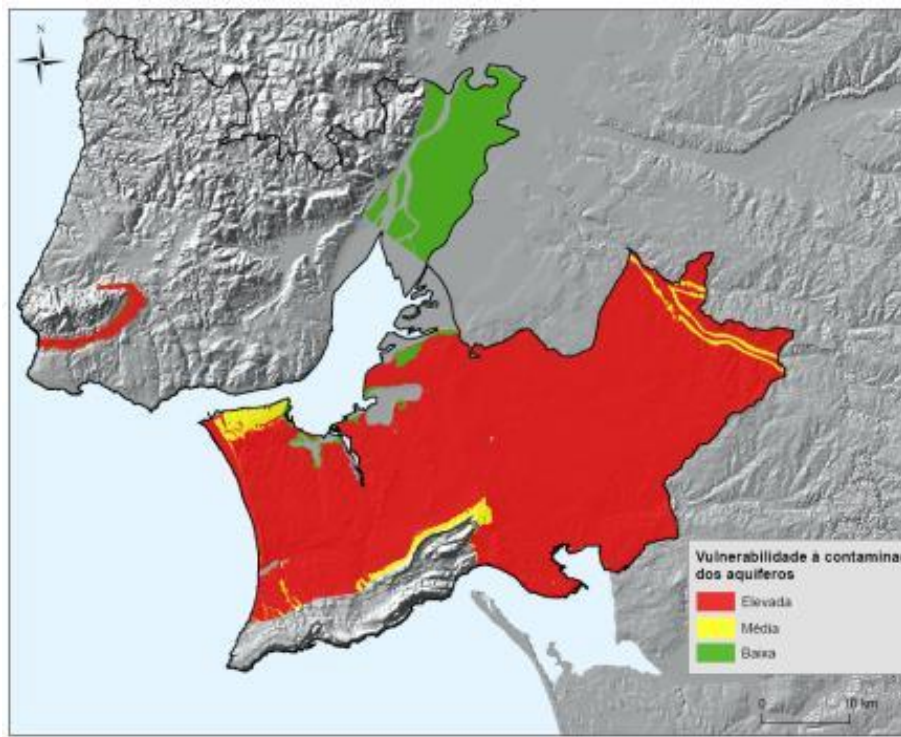 N
Vulnerabilidade à contamina
dos aquíferos
Elevada
Média
Baixa
0 10 km